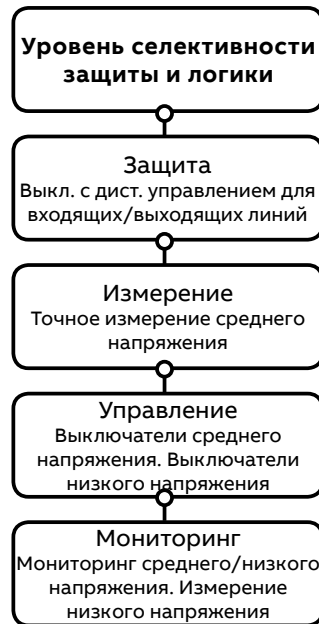 Уровень селективности
защиты и логики
Защита
Выкл. с дист. управлением для
входящих/выходящих линий
Измерение
Точное измерение среднего
напряжения
Управление
Выключатели среднего
напряжения. Выключатели
низкого напряжения
Мониторинг
Мониторинг среднего/низкого
напряжения. Измерение
низкого напряжения